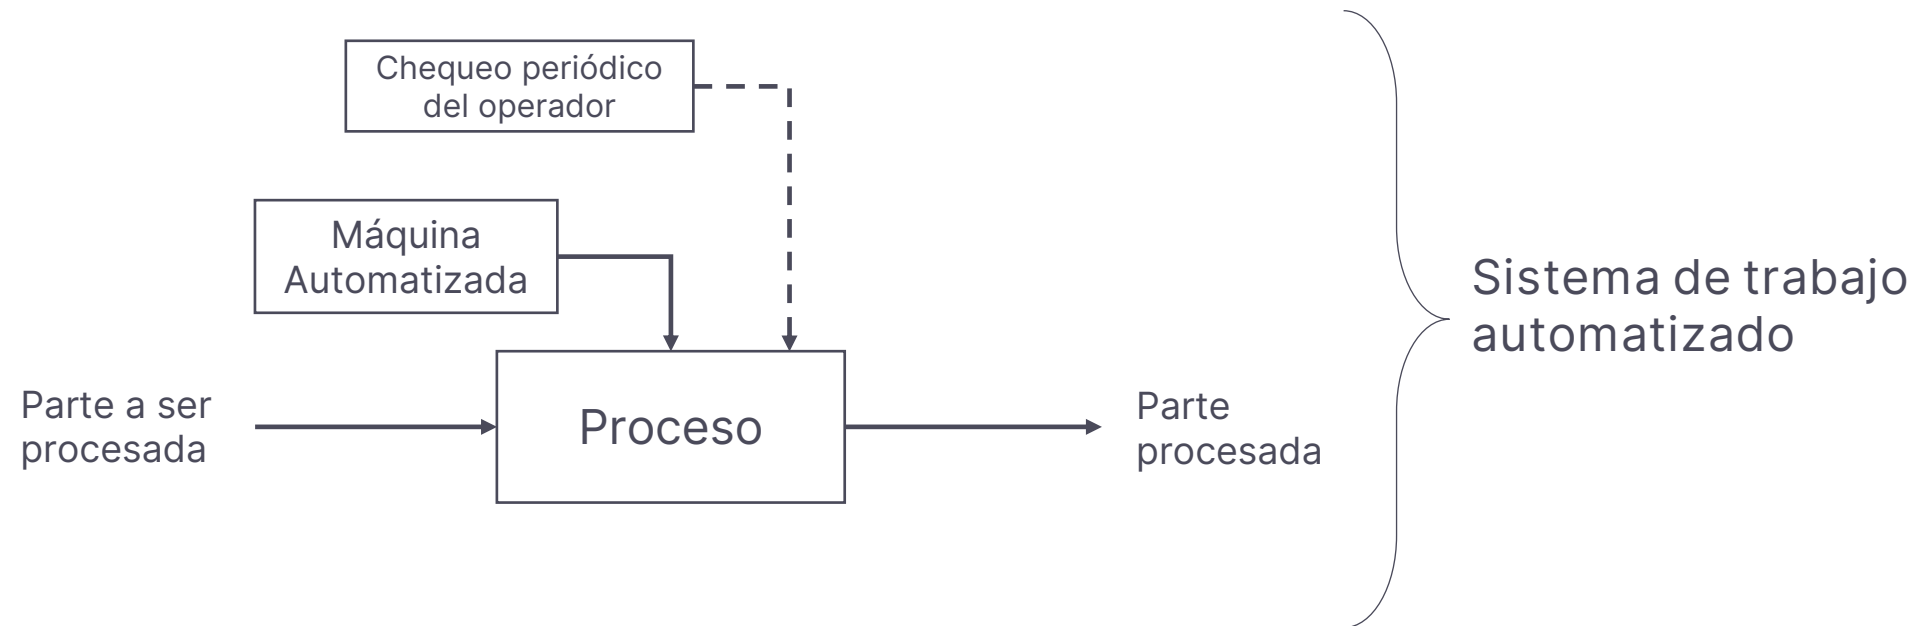 Chequeo periódico
del operador
Máquina
Automatizada
Sistema de trabajo
automatizado
Parte a ser
procesada
Proceso
Parte
procesada